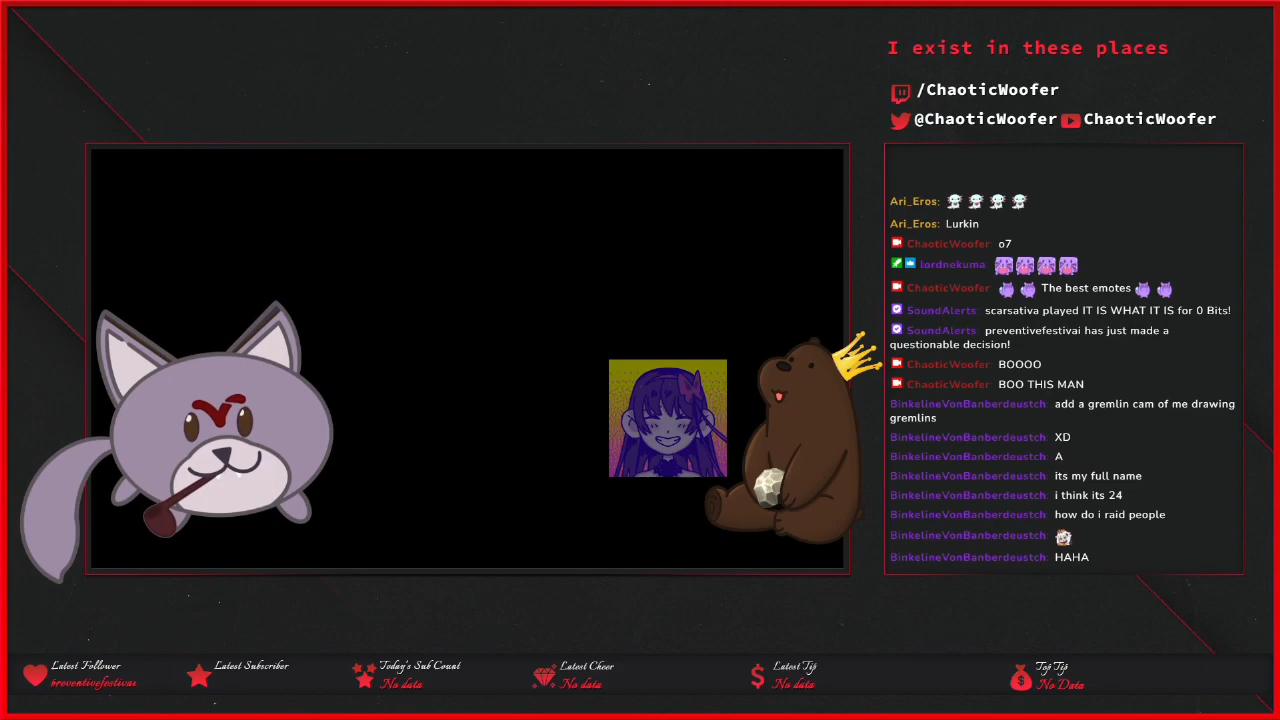 I exist in these places
/ChaoticWoofer
@ChaoticWoofer ChaoticWoofer
Ari_Eros:
Ari_Eros: Lurkin
ChaoticWoofer: o7
lordnekuma:
ChaoticWoofer: The best emotes
SoundAlerts: scarsativa played IT IS WHAT IT IS for 0 Bits!
SoundAlerts: preventivefestivai has just made a
questionable decision!
ChaoticWoofer: BOOOO
ChaoticWoofer: BOO THIS MAN
BinkelineVonBanberdeustch: add a gremlin cam of me drawing
gremlins
BinkelineVonBanberdeustch: XD
BinkelineVonBanberdeustch: A
BinkelineVonBanberdeustch: its my full name
BinkelineVonBanberdeustch: i think its 24
BinkelineVonBanberdeustch: how do i raid people
BinkelineVonBanberdeustch:
BinkelineVonBanberdeustch: HAHA
Latest Follower
preventivefestivai
Latest Subscriber
Today's Sub Count
No data
Latest Cheer
No data
Latest Tip
No data
Top Tip
No Data